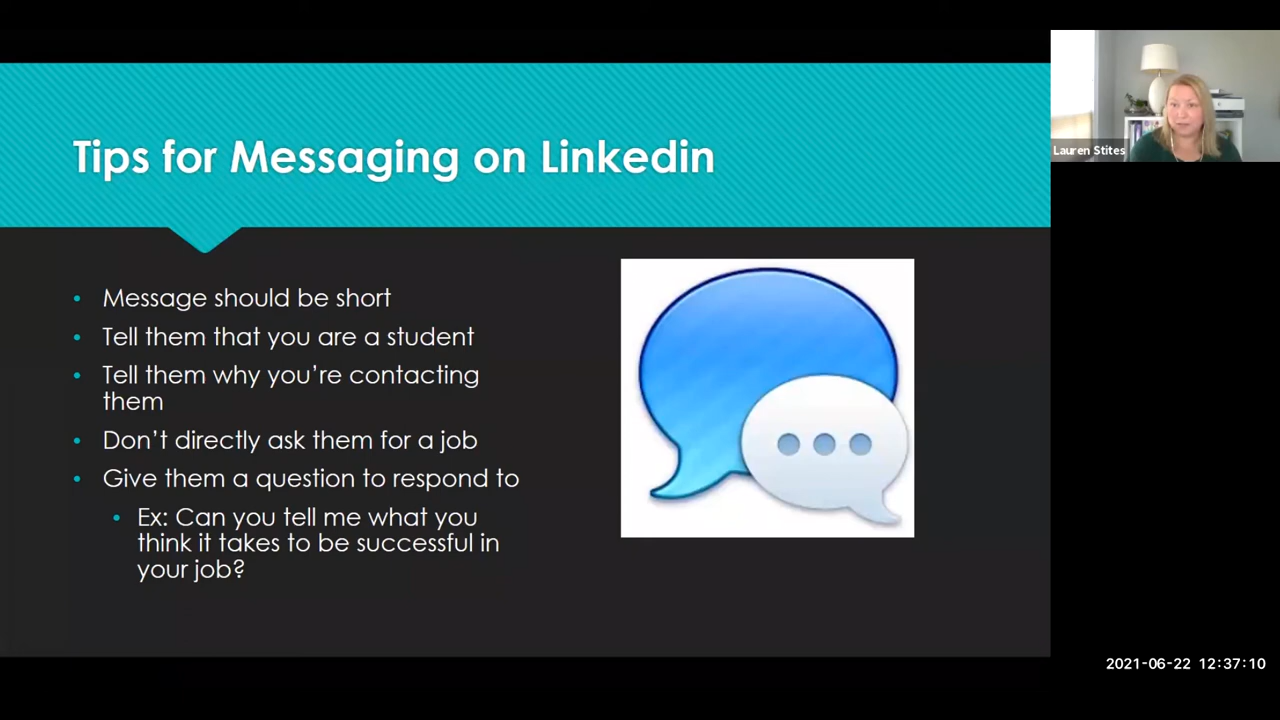 Tips for Messaging on Linkedin
Lauren Stites
• Message should be short
• Tell them that you are a student
• Tell them why you're contacting
them
• Don't directly ask them for a job
• Give them a question to respond to
• Ex: Can you tell me what you
think it takes to be successful in
your job?
2021-06-22 12:37:10